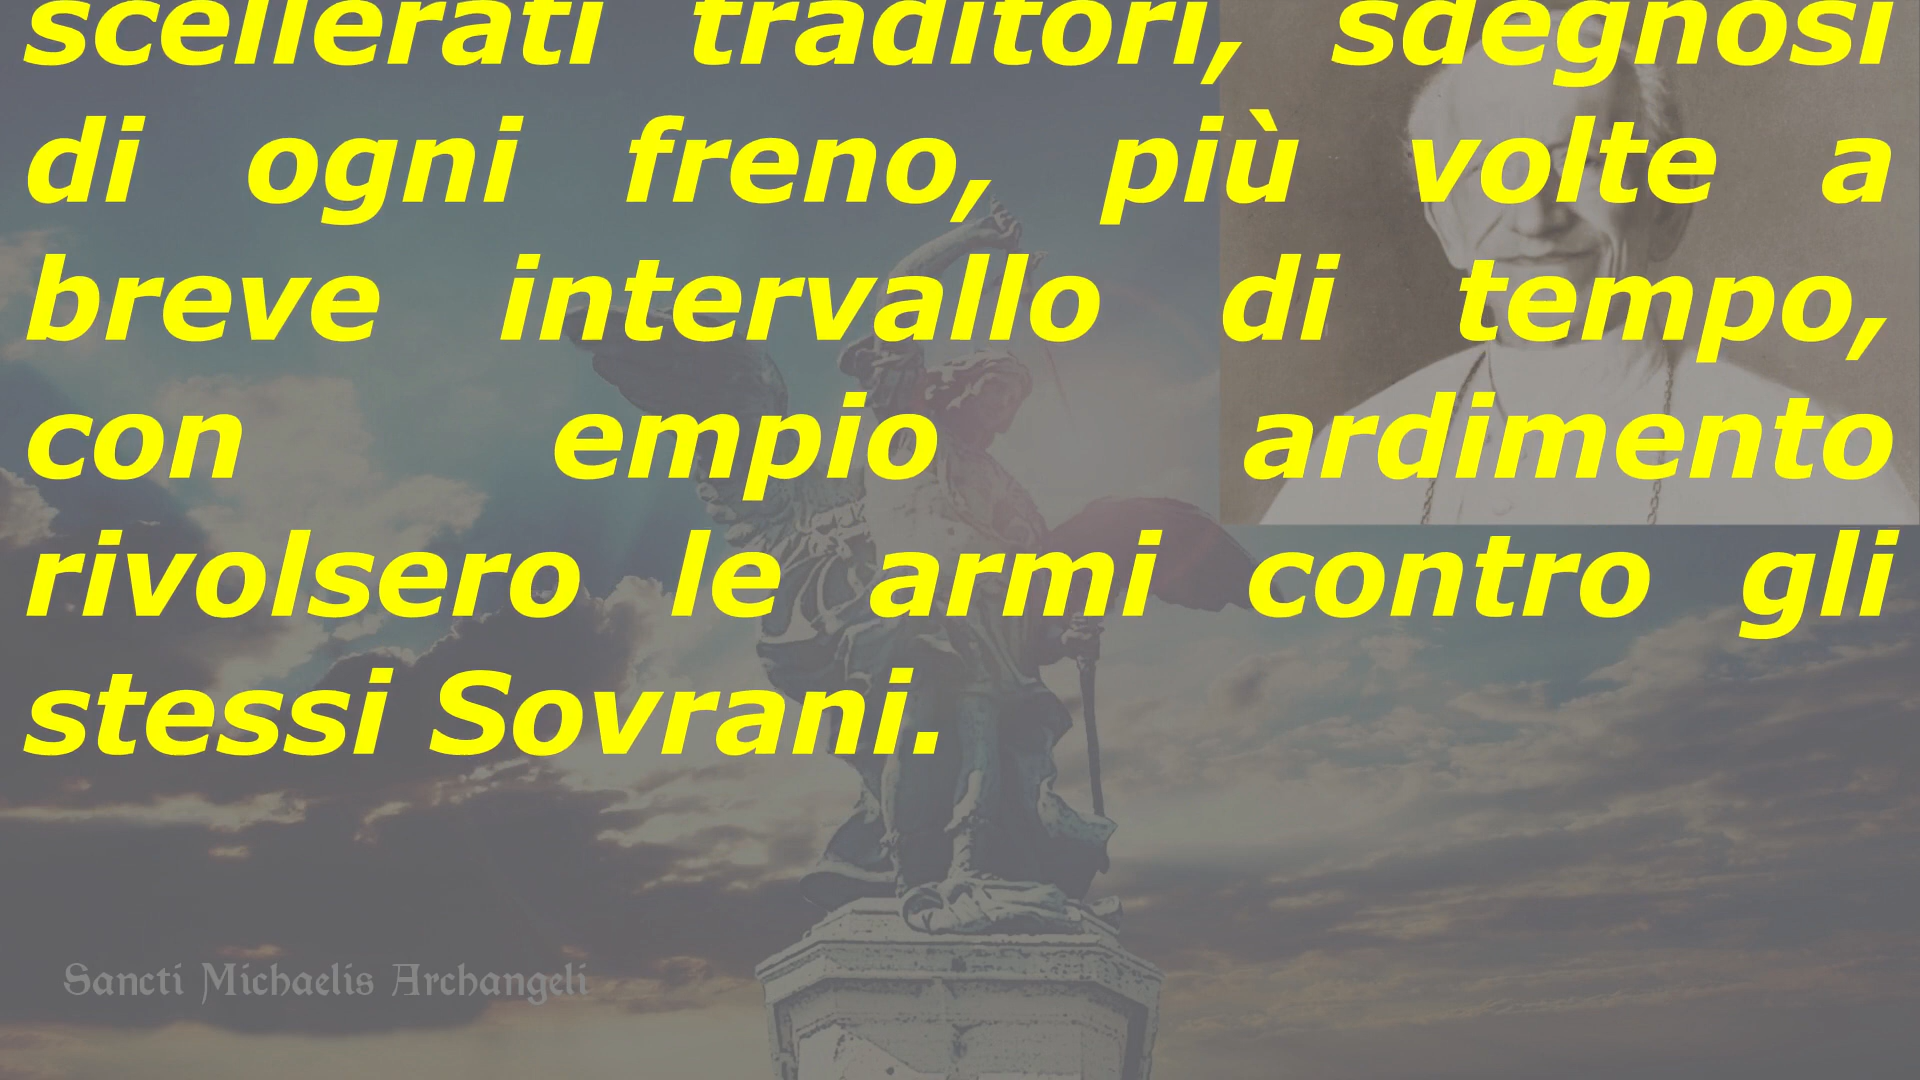 scellerati traditori, sdegnosi
di ogni freno, più volte a
breve intervallo di tempo,
con empio ardimento
rivolsero le armi contro gli
stessi Sovrani.
Sancti Michaelis Archangeli